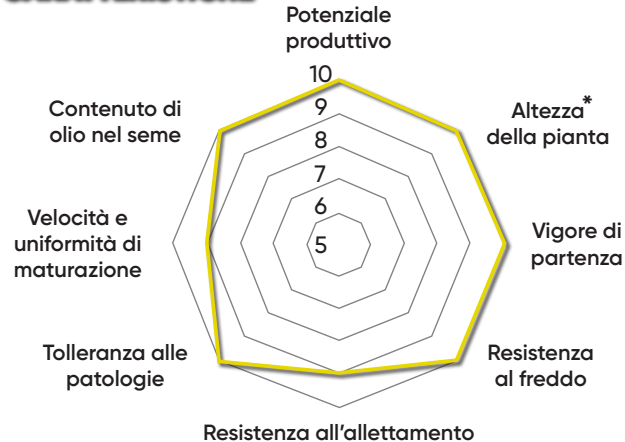 Potenziale
produttivo
10
9
8
7
6
5
Altezza*
della pianta
Vigore di
partenza
Resistenza
al freddo
Resistenza all'allettamento
Tolleranza alle
patologie
Velocità e
uniformità di
maturazione
Contenuto di
olio nel seme